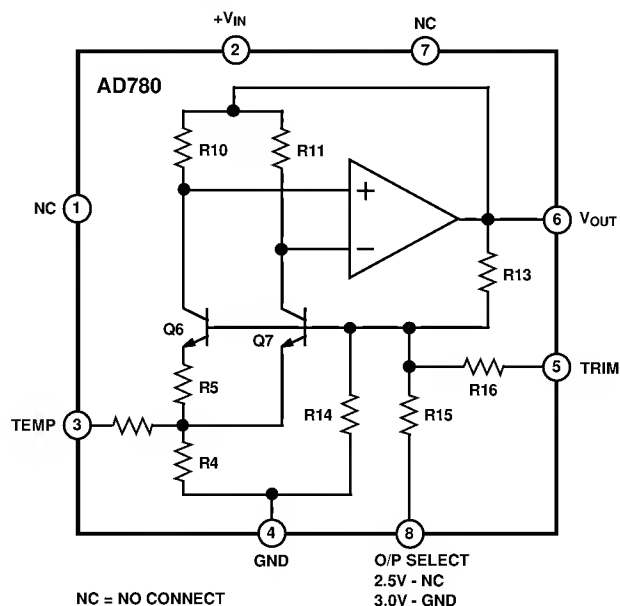 +VIN
NC
2
7
AD780
R10
R11
NC 1
+
−
6 VOUT
R13
Q6
Q7
5 TRIM
R16
R5
R14
R15
TEMP 3
R4
4
8
GND
O/P SELECT
2.5V - NC
3.0V - GND
NC = NO CONNECT